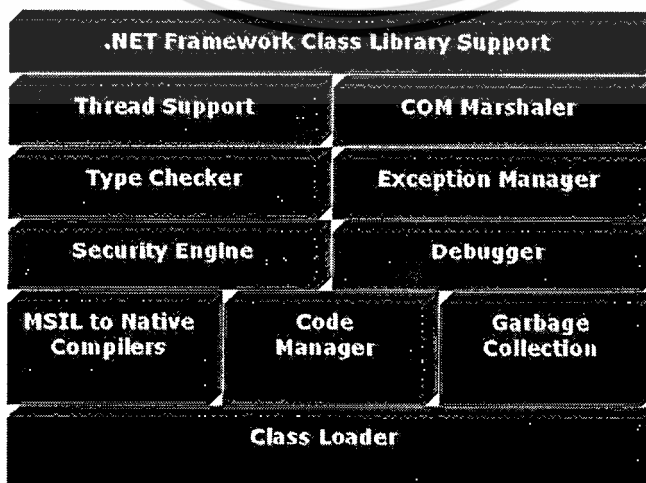 .NET Framework Class Library Support
Thread Support
COM Marshaler
Type Checker
Exception Manager
Security Engine
Debugger
MSIL to Native
Compilers
Code
Manager
Garbage
Collection
Class Loader